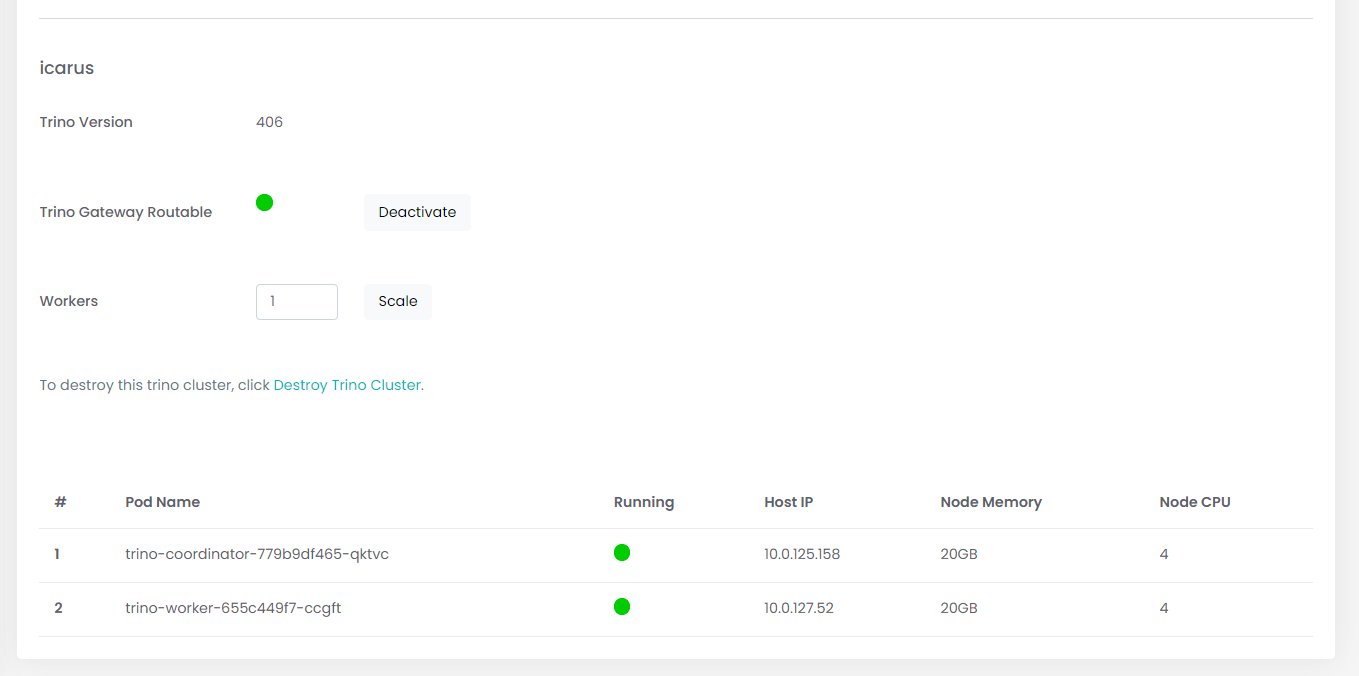 icarus
Trino Version 406
Trino Gateway Routable Deactivate
Workers 1 Scale
To destroy this trino cluster, click Destroy Trino Cluster.
# Pod Name Running Host IP Node Memory Node CPU
1 trino-coordinator-779b9df465-qktvc 10.0.125.158 20GB 4
2 trino-worker-655c449f7-ccgft 10.0.127.52 20GB 4